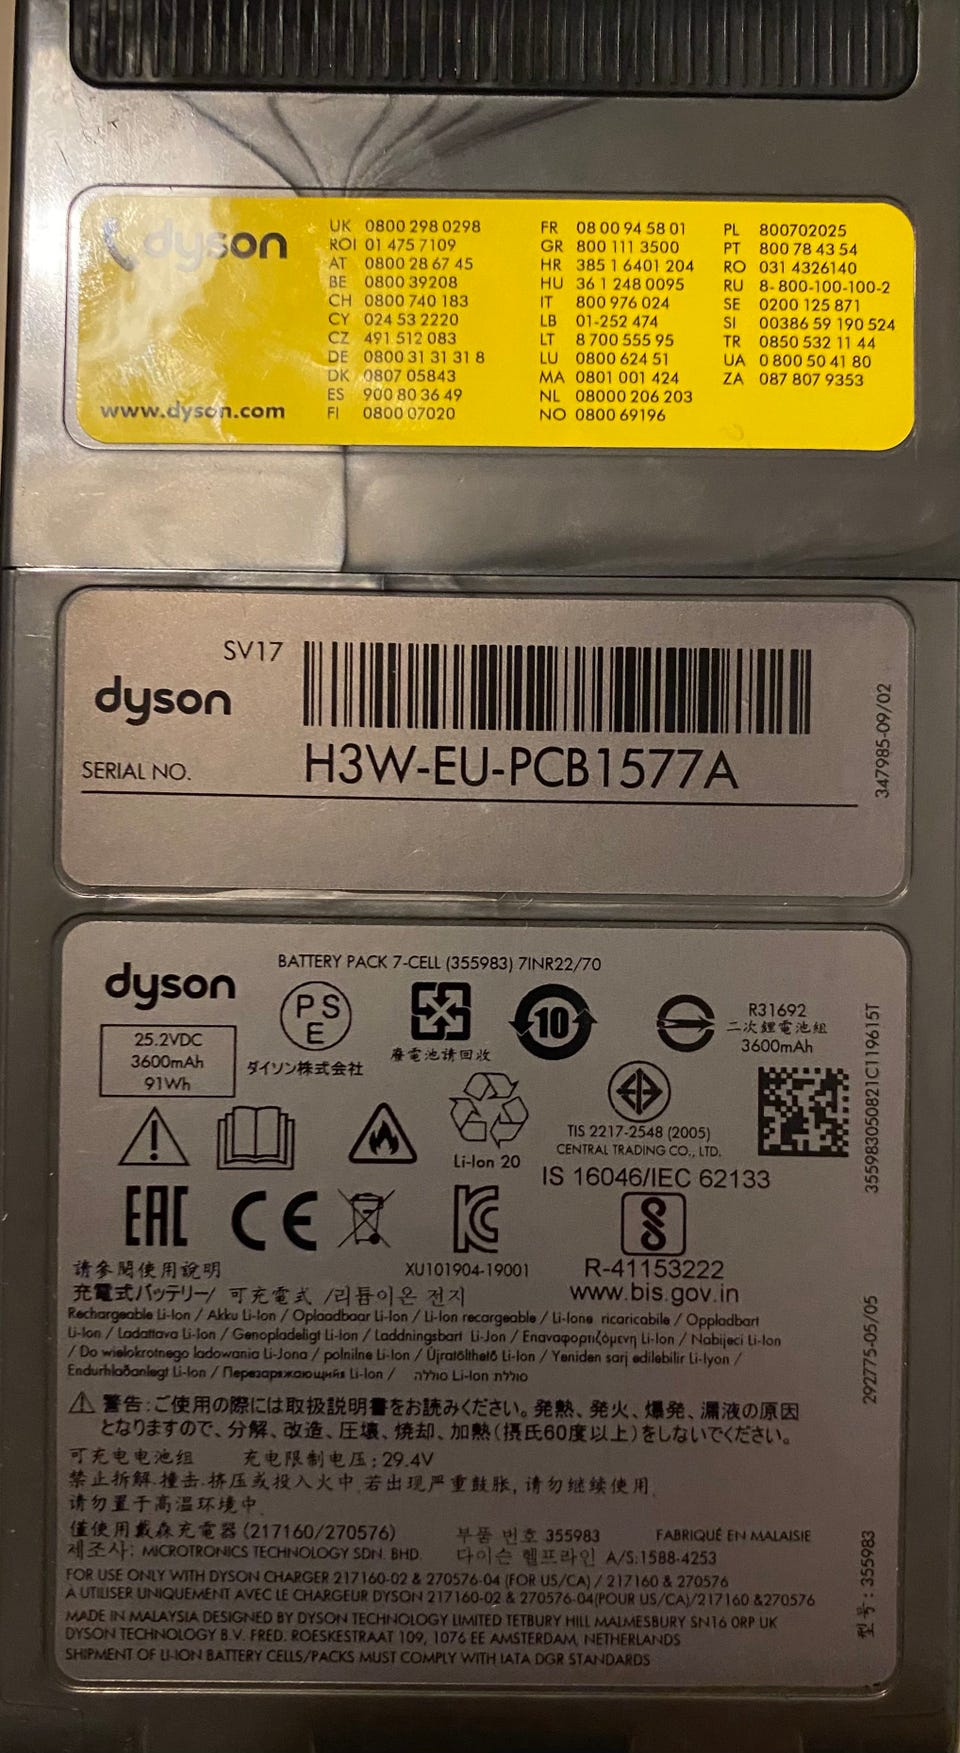 dyson
www.dyson.com
UK 0800 298 0298
ROI 01 475 7109
AT 0800 28 67 45
BE 0800 39208
CH 0800 740 183
CY 024 53 2220
CZ 491 512 083
DE 0800 31 31 31 8
DK 0807 05843
ES 900 80 36 49
FI 0800 07020
FR 08 00 94 58 01
GR 800 111 3500
HR 385 1 6401 204
HU 36 1 248 0095
IT 800 976 024
LB 01-252 474
LT 8 700 555 95
LU 0800 624 51
MA 0801 001 424
NL 08000 206 203
NO 0800 69196
PL 800702025
PT 800 78 43 54
RO 031 4326140
RU 8-800-100-100-2
SE 0200 125 871
SI 00386 59 190 524
TR 0850 532 11 44
UA 0 800 50 41 80
ZA 087 807 9353
SV17
dyson
SERIAL NO.
H3W-EU-PCB1577A
347985-09/02
dyson
BATTERY PACK 7-CELL (355983) 7INR22/70
25.2VDC
3600mAh
91Wh
PS
E
ダイソン株式会社
廢電池請回收
10
R31692
二次鋰電池組
3600mAh
355983050821C119615T
Li-Ion 20
TIS 2217-2548 (2005)
CENTRAL TRADING CO., LTD.
IS 16046/IEC 62133
EAC CE
XU101904-19001
R-41153222
www.bis.gov.in
請參閱使用說明
充電式バッテリー/ 可充電式 /리튬이온 전지
Rechargeable Li-Ion / Akku Li-Ion / Oplaadbaar Li-Ion / Li-Ion recargable / Li-Ione ricaricabile / Oppladbart
Li-Ion / Ladattava Li-Ion / Genopladeligt Li-Ion / Laddningsbart Li-Jon / Επαναφορτιζόμενη Li-Ion / Nabijeci Li-Ion
/ Do wielokrotnego ladowania Li-Jona / polnilne Li-Ion / Újratölthető Li-Ion / Yeniden sarj edilebilir Li-Iyon /
Endurhlaðanlegt Li-Ion / Перезаряжающийя Li-Ion / סוללה Li-Ion סוללת
292775-05/05
警告:ご使用の際には取扱説明書をお読みください。発熱、発火、爆発、漏液の原因
となりますので、分解、改造、圧壊、焼却、加熱(摂氏60度以上)をしないでください。
可充电电池组 充电限制电压:29.4V
禁止拆解.撞击.挤压或投入火中.若出现严重鼓胀,请勿继续使用.
请勿置于高温环境中.
僅使用戴森充電器(217160/270576)
부품 번호 355983
FABRIQUÉ EN MALAISIE
제조사: MICROTRONICS TECHNOLOGY SDN. BHD.
다이슨 헬프라인 A/S:1588-4253
FOR USE ONLY WITH DYSON CHARGER 217160-02 & 270576-04 (FOR US/CA) / 217160 & 270576
A UTILISER UNIQUEMENT AVEC LE CHARGEUR DYSON 217160-02 & 270576-04(POUR US/CA)/217160 &270576
MADE IN MALAYSIA DESIGNED BY DYSON TECHNOLOGY LIMITED TETBURY HILL MALMESBURY SN16 0RP UK
DYSON TECHNOLOGY B.V. FRED. ROESKESTRAAT 109, 1076 EE AMSTERDAM, NETHERLANDS
SHIPMENT OF LI-ION BATTERY CELLS/PACKS MUST COMPLY WITH IATA DGR STANDARDS
型号: 355983